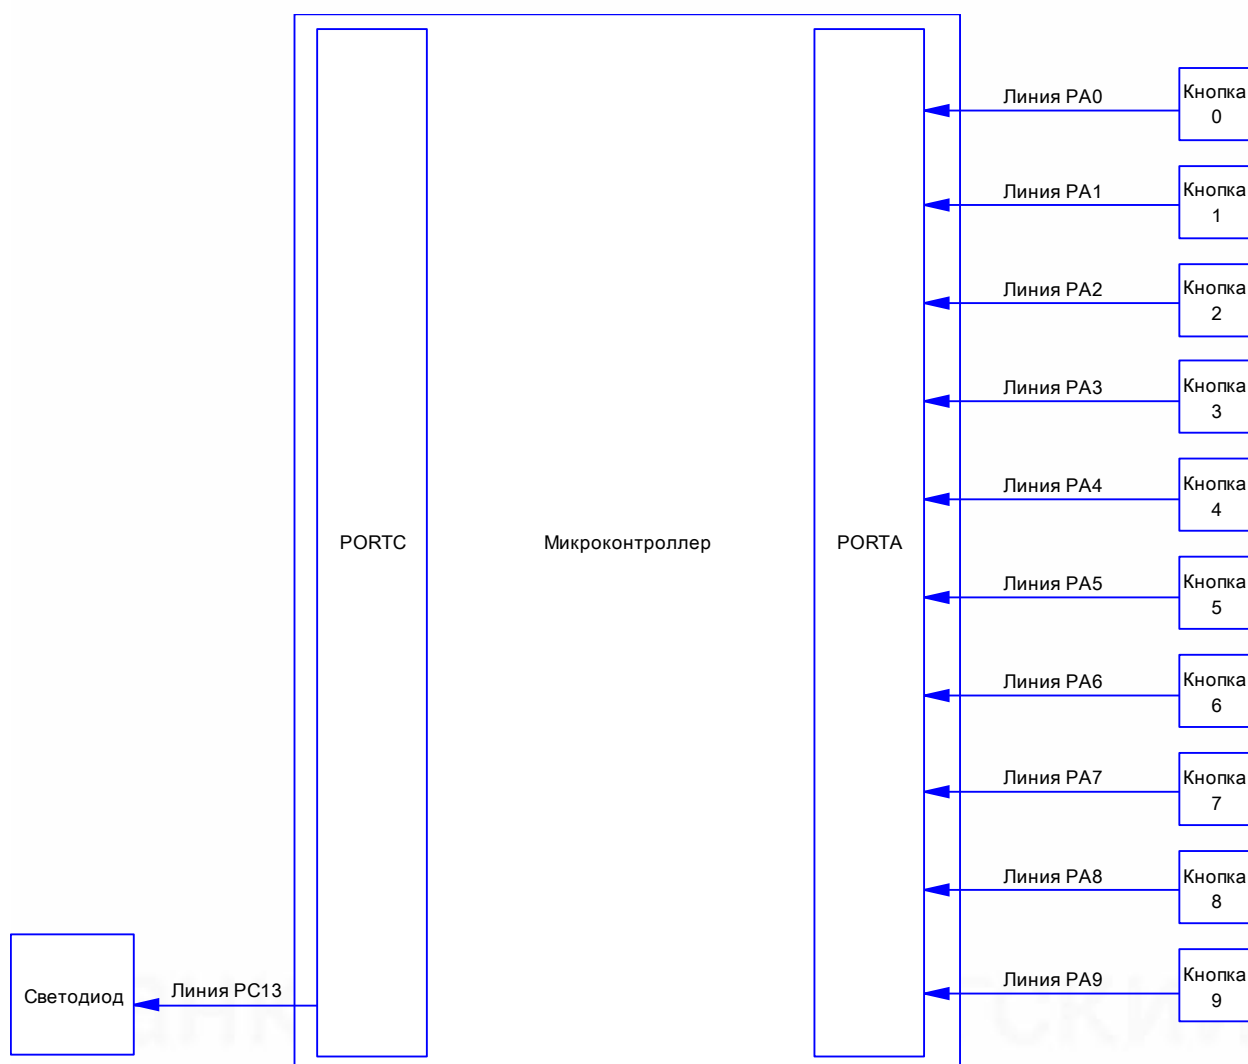 Линия PA0
Кнопка
0
Линия PA1
Кнопка
1
Линия PA2
Кнопка
2
Линия PA3
Кнопка
3
Линия PA4
Кнопка
4
PORTC
Микроконтроллер
PORTA
Линия PA5
Кнопка
5
Линия PA6
Кнопка
6
Линия PA7
Кнопка
7
Линия PA8
Кнопка
8
Светодиод
Линия PC13
Линия PA9
Кнопка
9